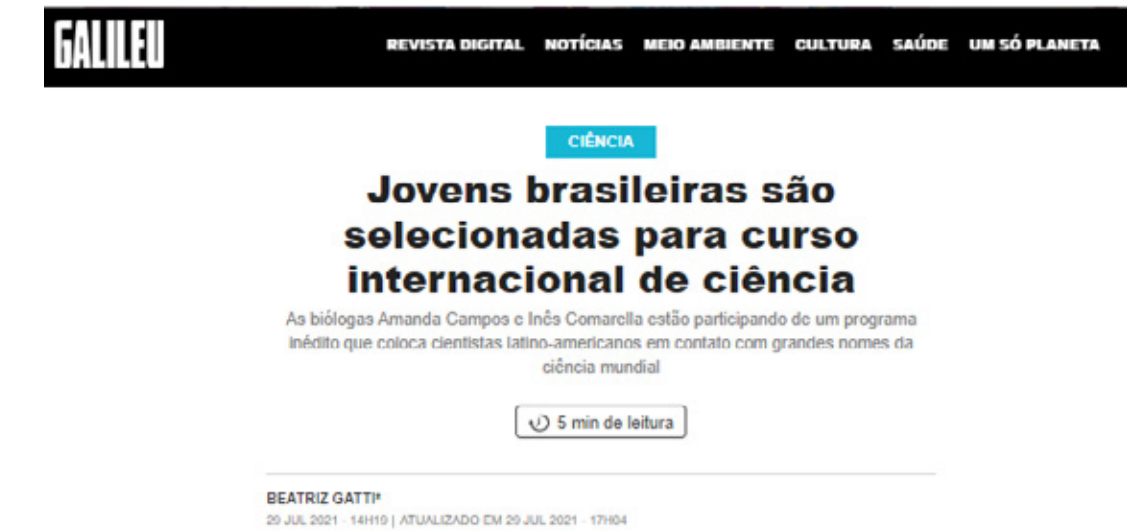 GALILEU
REVISTA DIGITAL NOTÍCIAS MEIO AMBIENTE CULTURA SAÚDE UM SÓ PLANETA
CIÊNCIA
Jovens brasileiras são
selecionadas para curso
internacional de ciência
As biólogas Amanda Campos e Inês Comarella estão participando de um programa
inédito que coloca cientistas latino-americanos em contato com grandes nomes da
ciência mundial
5 min de leitura
BEATRIZ GATTI*
29 JUL 2021 - 14H19 | ATUALIZADO EM 29 JUL 2021 - 17H04